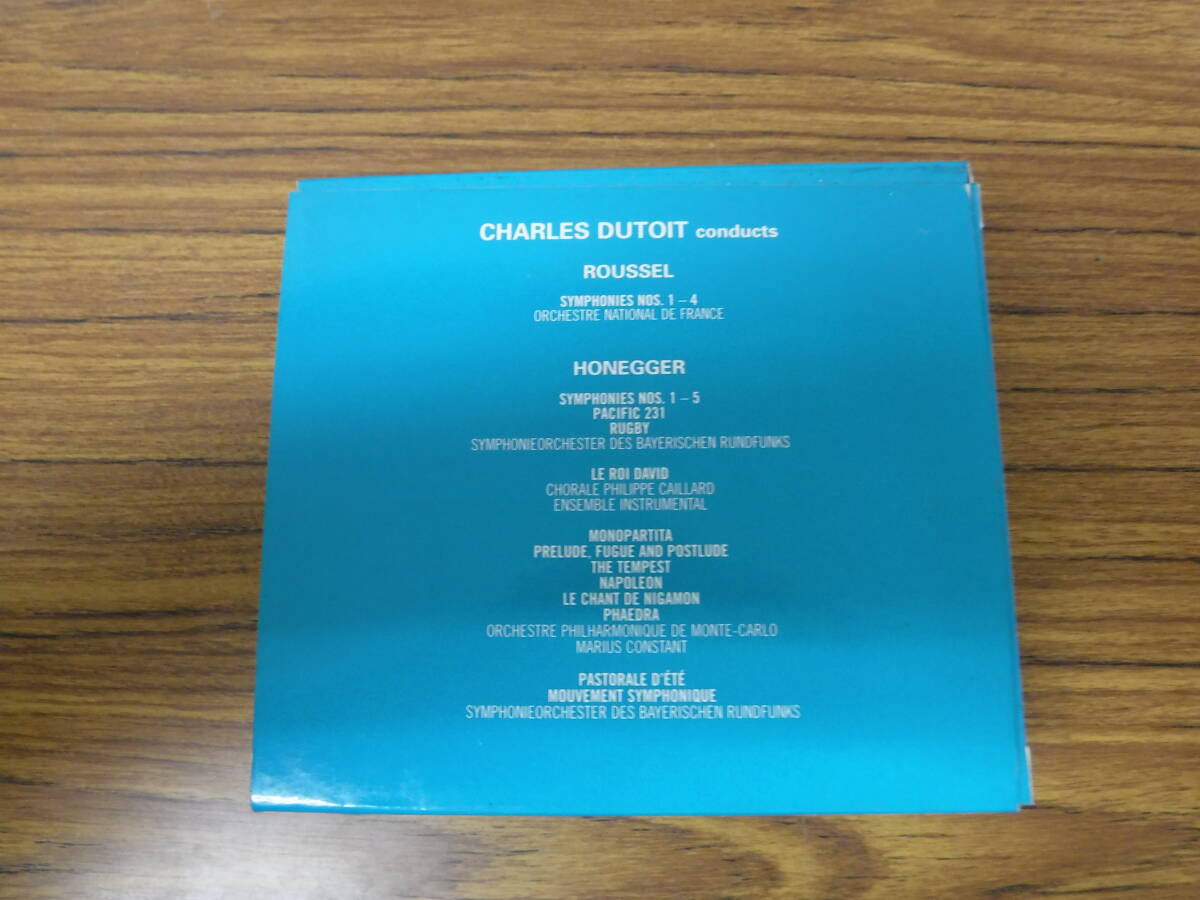 CHARLES DUTOIT conducts
ROUSSEL
SYMPHONIES NOS. 1 – 4
ORCHESTRE NATIONAL DE FRANCE
HONEGGER
SYMPHONIES NOS. 1 – 5
PACIFIC 231
RUGBY
SYMPHONIEORCHESTER DES BAYERISCHEN RUNDFUNKS
LE ROI DAVID
CHORALE PHILIPPE CAILLARD
ENSEMBLE INSTRUMENTAL
MONOPARTITA
PRELUDE, FUGUE AND POSTLUDE
THE TEMPEST
NAPOLEON
LE CHANT DE NIGAMON
PHAEDRA
ORCHESTRE PHILHARMONIQUE DE MONTE-CARLO
MARIUS CONSTANT
PASTORALE D'ÉTÉ
MOUVEMENT SYMPHONIQUE
SYMPHONIEORCHESTER DES BAYERISCHEN RUNDFUNKS